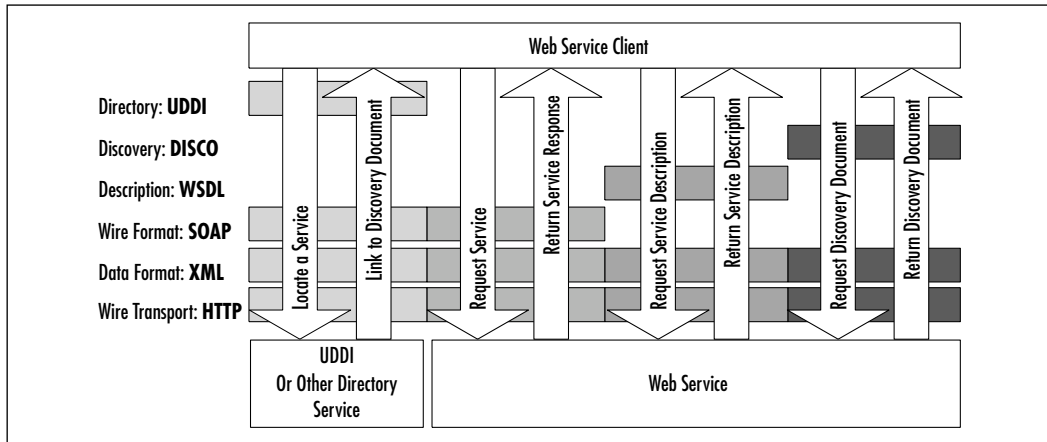 Web Service Client
Directory: UDDI
Discovery: DISCO
Description: WSDL
Wire Format: SOAP
Data Format: XML
Wire Transport: HTTP
Locate a Service
Link to Discovery Document
Request Service
Return Service Response
Request Service Description
Return Service Description
Request Discovery Document
Return Discovery Document
UDDI
Or Other Directory
Service
Web Service